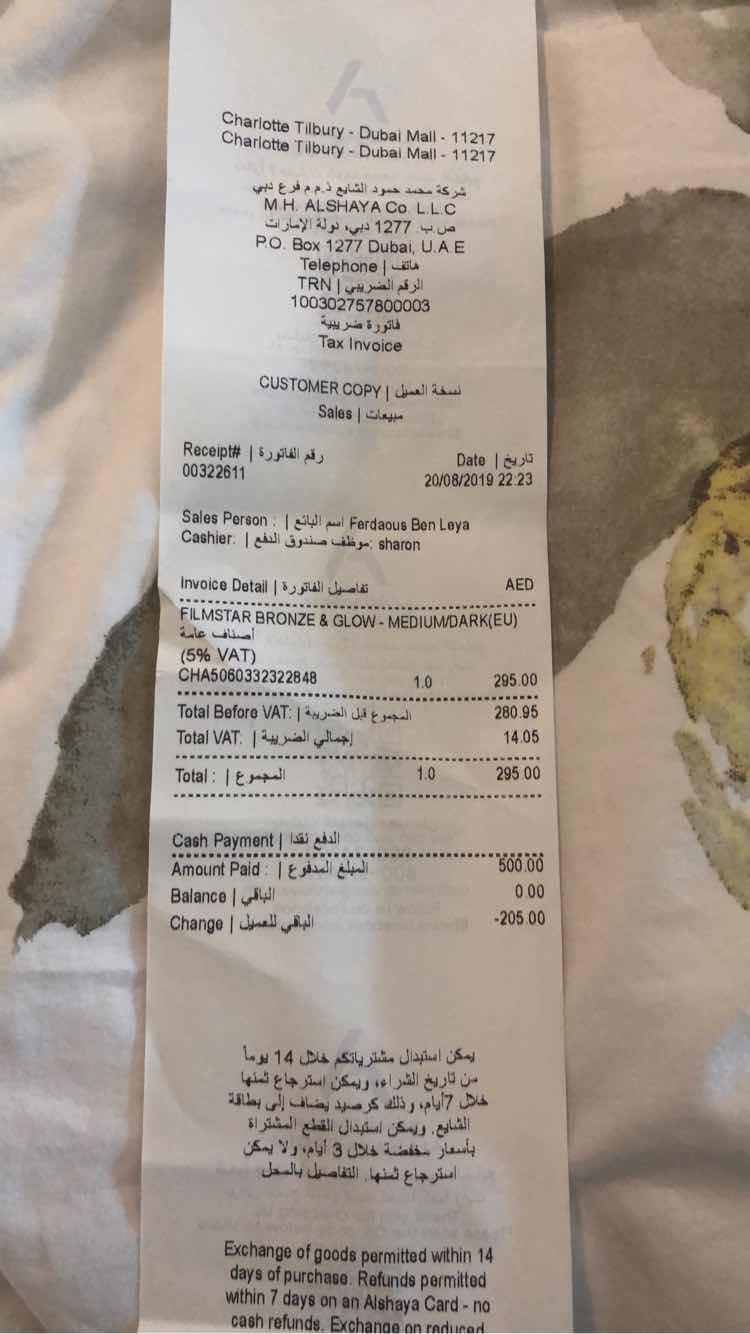 Charlotte Tilbury - Dubai Mall - 11217
Charlotte Tilbury - Dubai Mall - 11217
شركة محمد حمود الشايع ذ.م.م فرع دبي
M.H. ALSHAYA Co. L.L.C
ص.ب. 1277 دبي، دولة الإمارات
P.O. Box 1277 Dubai, U.A.E
Telephone | هاتف
TRN | الرقم الضريبي
100302757800003
فاتورة ضريبية
Tax Invoice
CUSTOMER COPY | نسخة العميل
Sales | مبيعات
Receipt# | رقم الفاتورة Date | تاريخ
00322611 20/08/2019 22:23
Sales Person : | اسم البائع Ferdaous Ben Leya
Cashier: | موظف صندوق الدفع: sharon
Invoice Detail | تفاصيل الفاتورة AED
FILMSTAR BRONZE & GLOW - MEDIUM/DARK(EU)
أصناف عامة
(5% VAT)
CHA5060332322848 1.0 295.00
Total Before VAT: | المجموع قبل الضريبة 280.95
Total VAT: | إجمالي الضريبة 14.05
Total : | المجموع 1.0 295.00
Cash Payment | الدفع نقدا
Amount Paid : | المبلغ المدفوع 500.00
Balance | الباقي 0.00
Change | الباقي للعميل -205.00
يمكن استبدال مشترياتكم خلال 14 يوماً
من تاريخ الشراء، ويمكن استرجاع ثمنها
خلال 7أيام، وذلك كرصيد يضاف إلى بطاقة
الشايع. ويمكن استبدال القطع المشتراة
بأسعار مخفضة خلال 3 أيام، ولا يمكن
استرجاع ثمنها. التفاصيل بالمحل
Exchange of goods permitted within 14
days of purchase. Refunds permitted
within 7 days on an Alshaya Card - no
cash refunds. Exchange on reduced